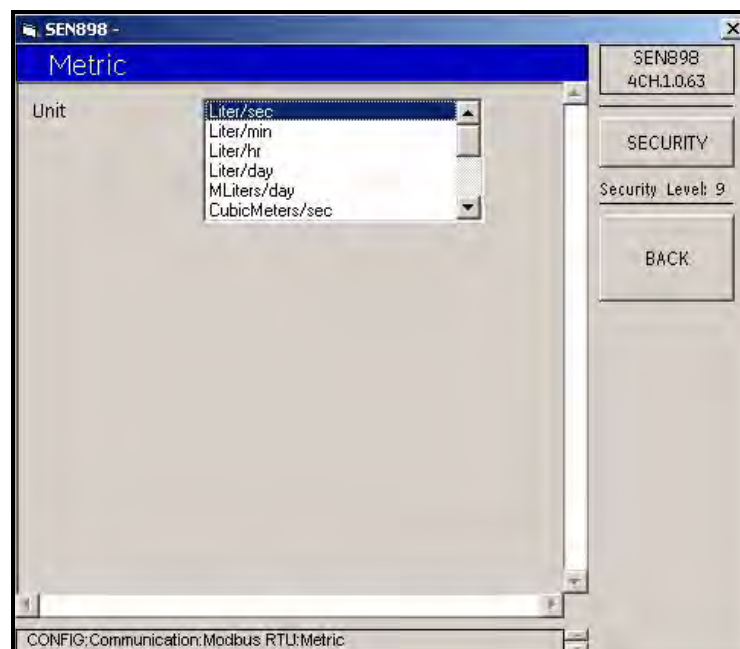 SEN898 -
Metric
Unit
Liter/sec
Liter/min
Liter/hr
Liter/day
MLiters/day
CubicMeters/sec
SEN898
4CH.1.0.63
SECURITY
Security Level: 9
BACK
CONFIG:Communication:Modbus RTU:Metric